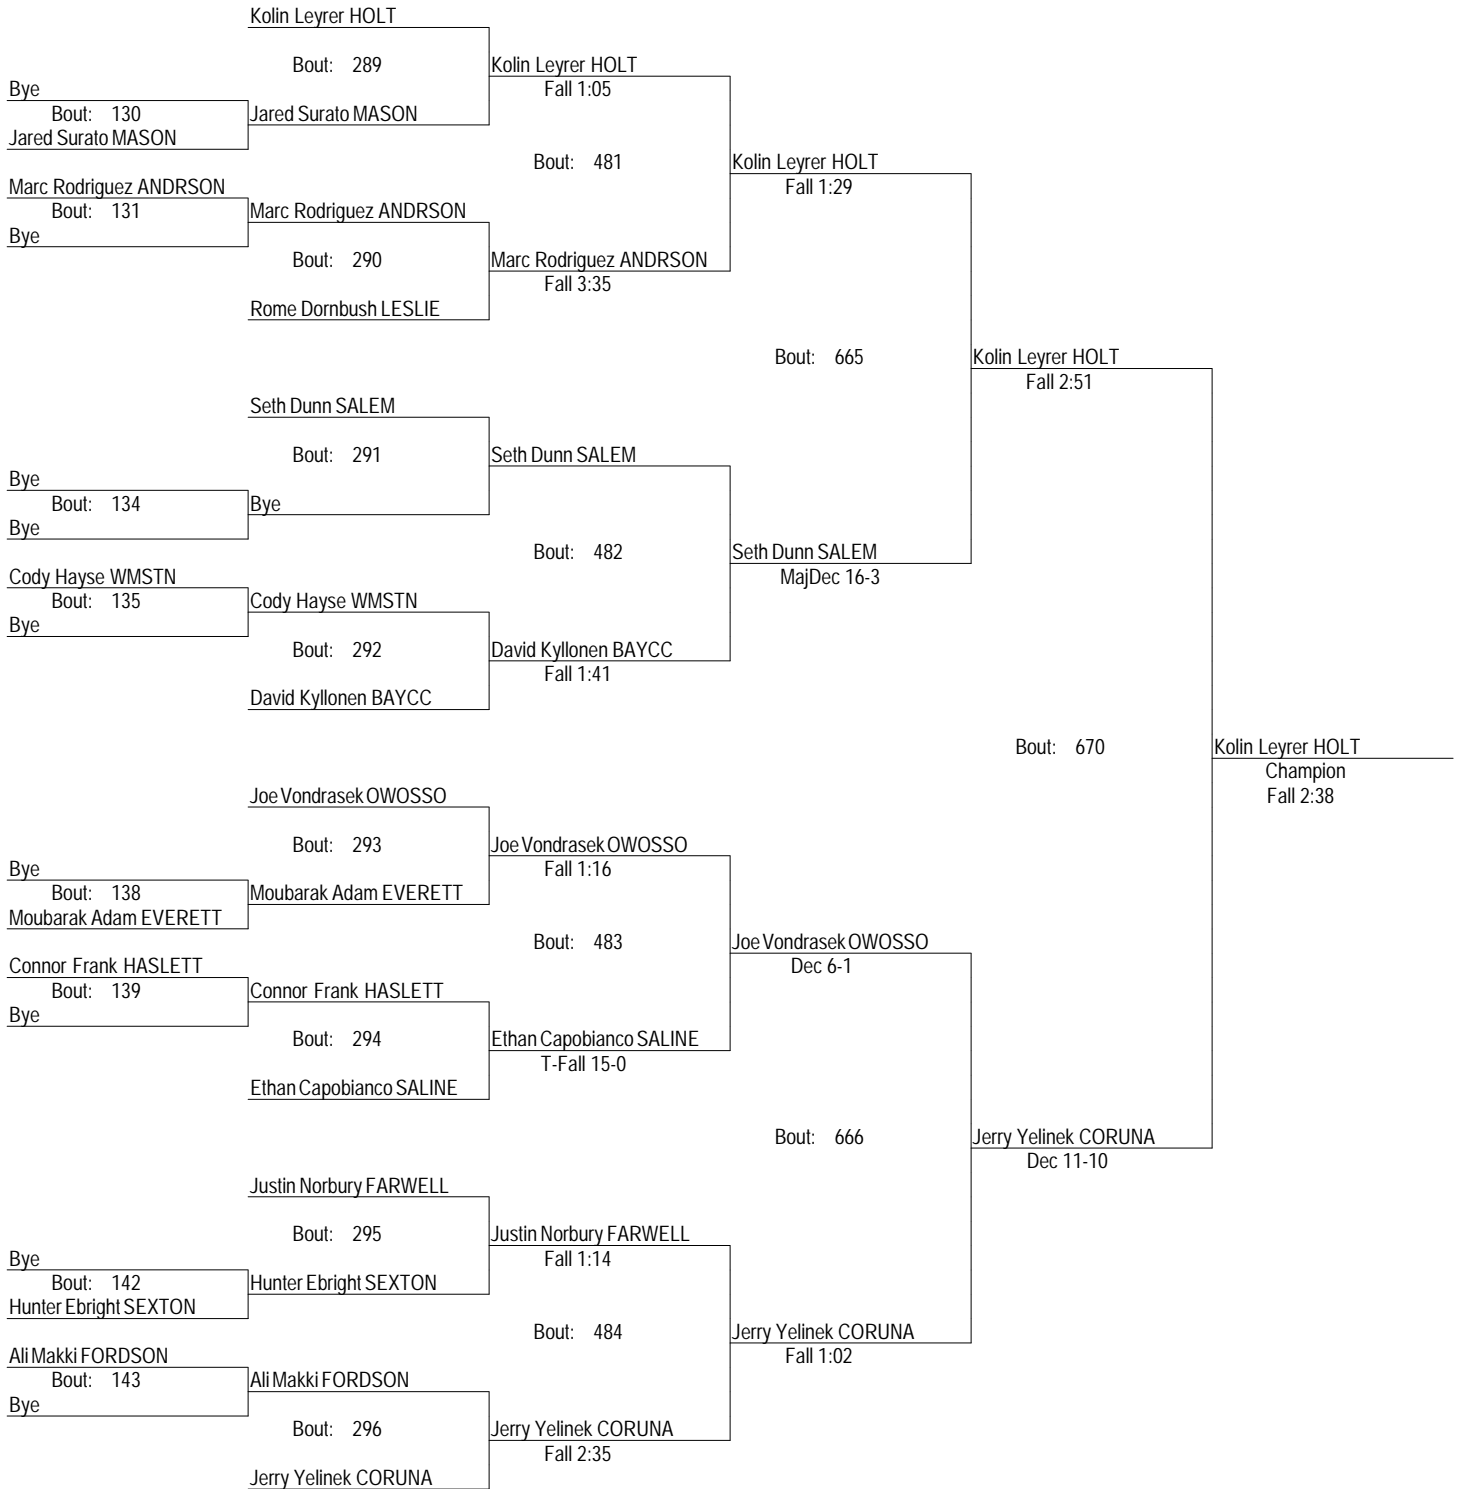 Kolin Leyrer HOLT
Bout: 289
Kolin Leyrer HOLT
Fall 1:05
Bye
Bout: 130
Jared Surato MASON
Jared Surato MASON
Bout: 481
Kolin Leyrer HOLT
Fall 1:29
Marc Rodriguez ANDRSON
Bout: 131
Bye
Marc Rodriguez ANDRSON
Bout: 290
Marc Rodriguez ANDRSON
Fall 3:35
Rome Dornbush LESLIE
Bout: 665
Kolin Leyrer HOLT
Fall 2:51
Seth Dunn SALEM
Bout: 291
Seth Dunn SALEM
Bye
Bout: 134
Bye
Bye
Bout: 482
Seth Dunn SALEM
MajDec 16-3
Cody Hayse WMSTN
Bout: 135
Bye
Cody Hayse WMSTN
Bout: 292
David Kyllonen BAYCC
Fall 1:41
David Kyllonen BAYCC
Bout: 670
Kolin Leyrer HOLT
Champion
Fall 2:38
Joe Vondrasek OWOSSO
Bout: 293
Joe Vondrasek OWOSSO
Fall 1:16
Bye
Bout: 138
Moubarak Adam EVERETT
Moubarak Adam EVERETT
Bout: 483
Joe Vondrasek OWOSSO
Dec 6-1
Connor Frank HASLETT
Bout: 139
Bye
Connor Frank HASLETT
Bout: 294
Ethan Capobianco SALINE
T-Fall 15-0
Ethan Capobianco SALINE
Bout: 666
Jerry Yelinek CORUNA
Dec 11-10
Justin Norbury FARWELL
Bout: 295
Justin Norbury FARWELL
Fall 1:14
Bye
Bout: 142
Hunter Ebright SEXTON
Hunter Ebright SEXTON
Bout: 484
Jerry Yelinek CORUNA
Fall 1:02
Ali Makki FORDSON
Bout: 143
Bye
Ali Makki FORDSON
Bout: 296
Jerry Yelinek CORUNA
Fall 2:35
Jerry Yelinek CORUNA